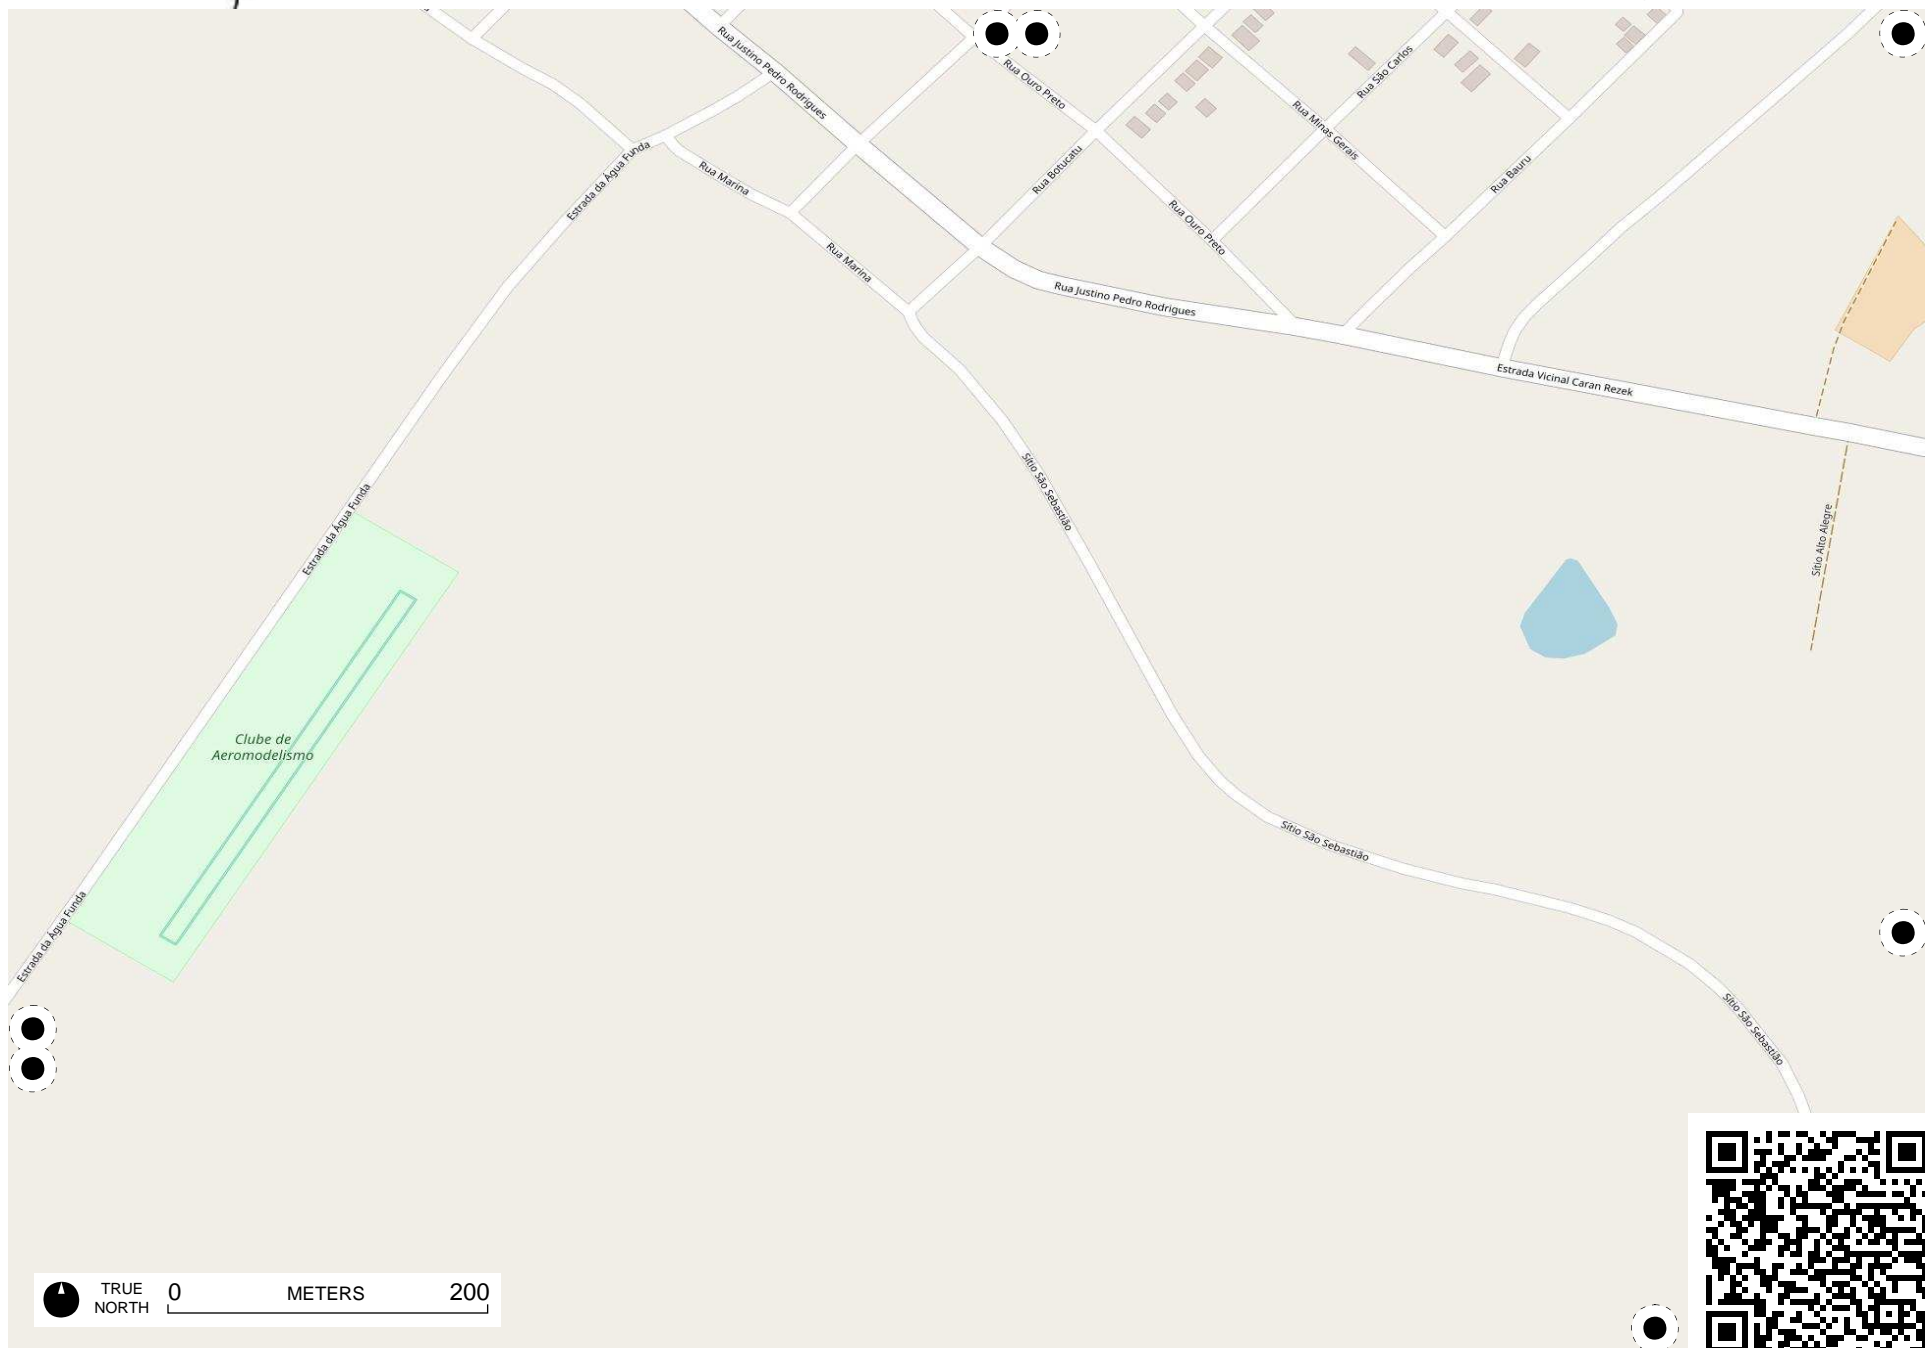 Rua Justino Pedro Rodrigues
Rua Ouro Preto
Rua São Carlos
Rua Minas Gerais
Estrada da Água Funda
Rua Marina
Rua Botucatu
Rua Bauru
Rua Ouro Preto
Rua Marina
Rua Justino Pedro Rodrigues
Estrada Vicinal Caran Rezek
Sítio São Sebastião
Estrada da Água Funda
Sítio Alto Alegre
Clube de
Aeromodelismo
Sítio São Sebastião
Estrada da Água Funda
Sítio São Sebastião
TRUE
NORTH
0 METERS 200